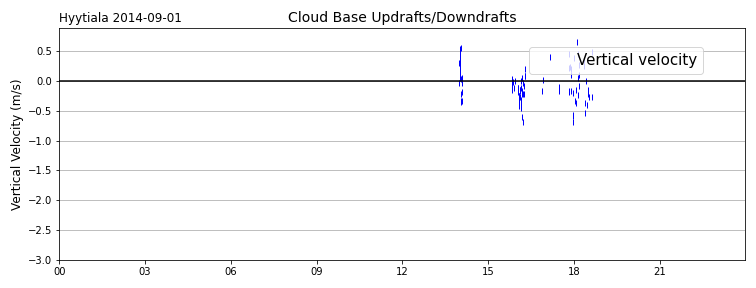 Hyytiala 2014-09-01
Cloud Base Updrafts/Downdrafts
Vertical velocity
Vertical Velocity (m/s)
0.5
0.0
−0.5
−1.0
−1.5
−2.0
−2.5
−3.0
00 03 06 09 12 15 18 21